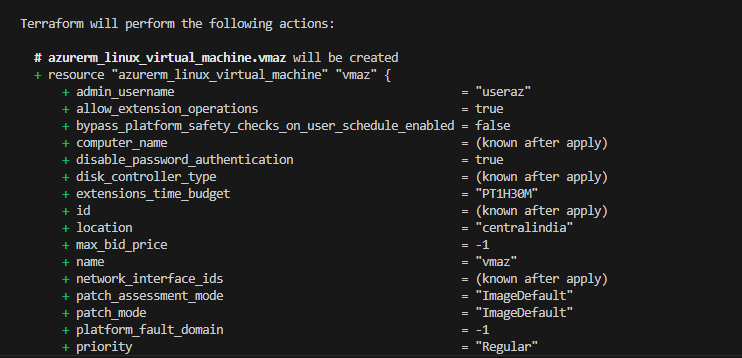 Terraform will perform the following actions:
# azurerm_linux_virtual_machine.vmaz will be created
+ resource "azurerm_linux_virtual_machine" "vmaz" {
+ admin_username = "useraz"
+ allow_extension_operations = true
+ bypass_platform_safety_checks_on_user_schedule_enabled = false
+ computer_name = (known after apply)
+ disable_password_authentication = true
+ disk_controller_type = (known after apply)
+ extensions_time_budget = "PT1H30M"
+ id = (known after apply)
+ location = "centralindia"
+ max_bid_price = -1
+ name = "vmaz"
+ network_interface_ids = (known after apply)
+ patch_assessment_mode = "ImageDefault"
+ patch_mode = "ImageDefault"
+ platform_fault_domain = -1
+ priority = "Regular"